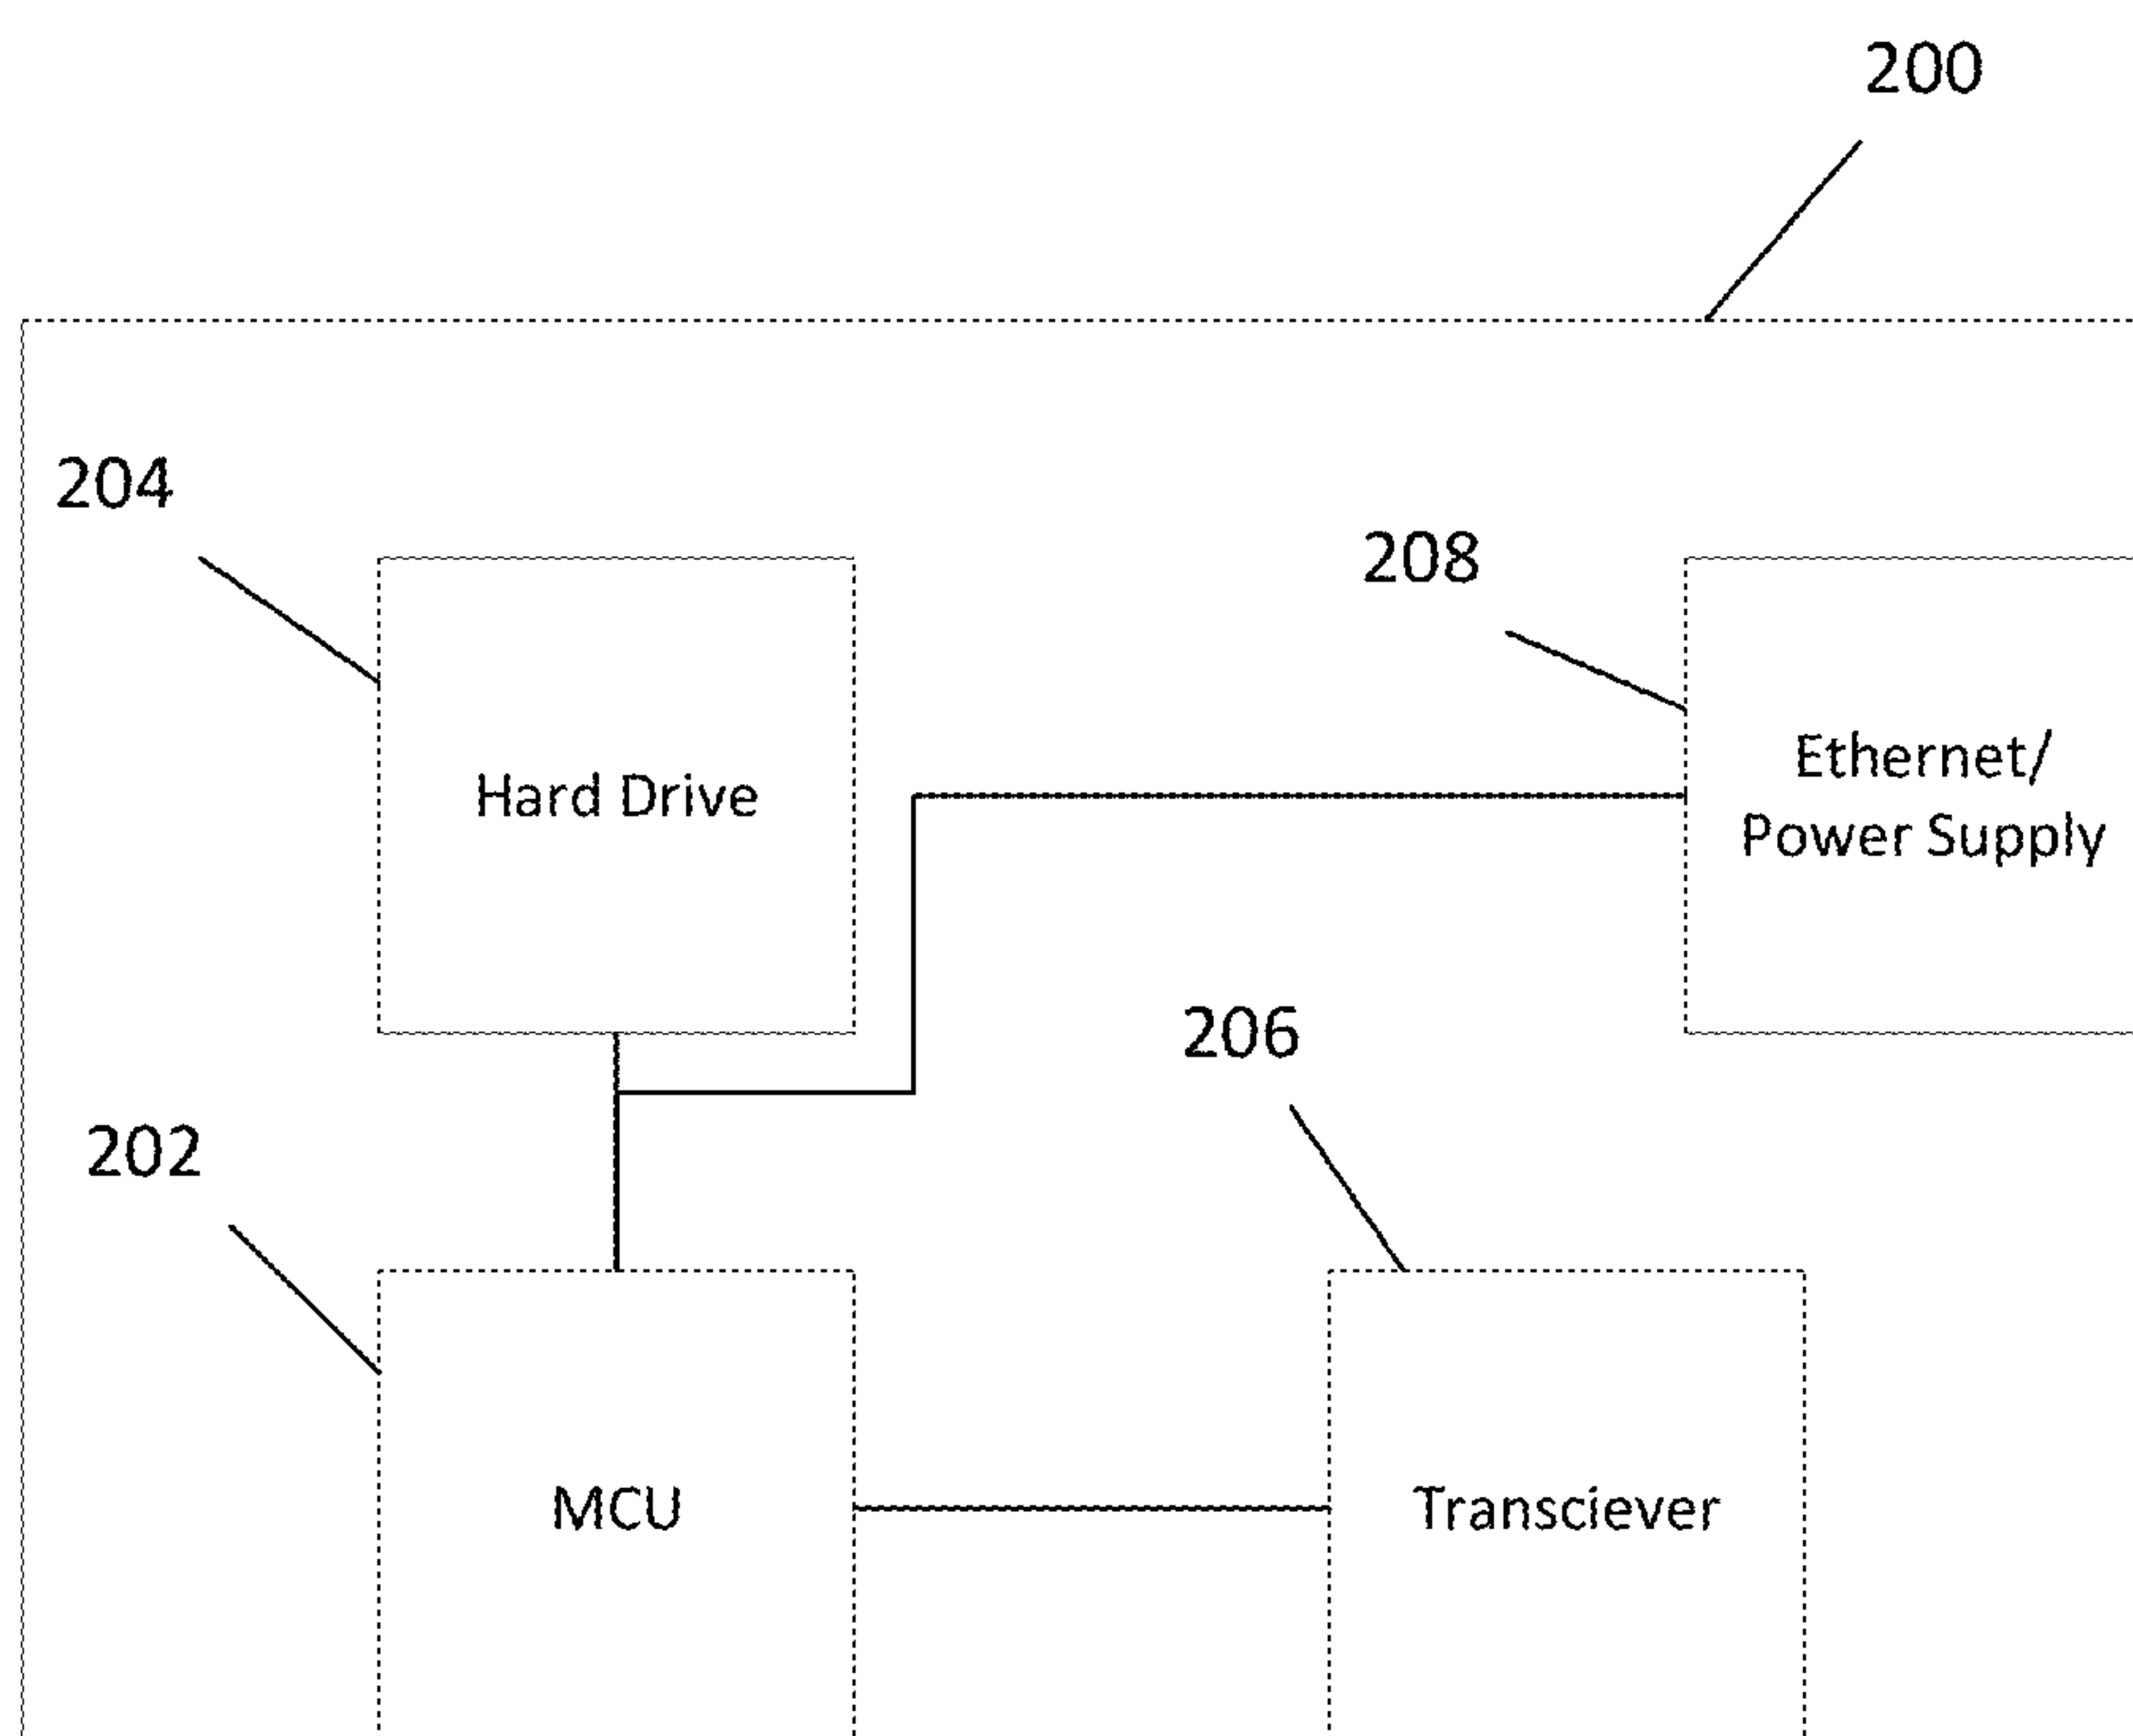 200
204
208
Hard Drive
Ethernet/
Power Supply
206
202
MCU
Transciever